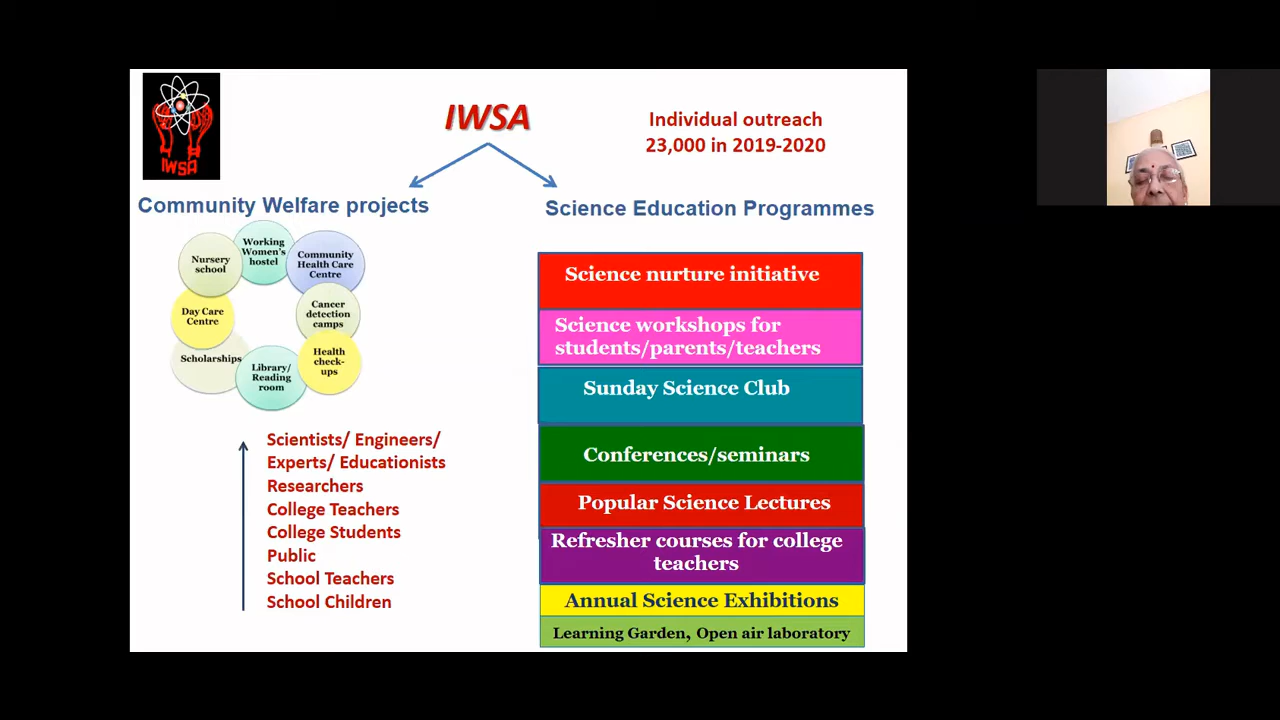 IWSA
IWSA
Individual outreach
23,000 in 2019-2020
Community Welfare projects
Science Education Programmes
Nursery
school
Working
Women's
hostel
Community
Health Care
Centre
Day Care
Centre
Cancer
detection
camps
Scholarships
Library/
Reading
room
Health
check-
ups
Scientists/ Engineers/
Experts/ Educationists
Researchers
College Teachers
College Students
Public
School Teachers
School Children
Science nurture initiative
Science workshops for
students/parents/teachers
Sunday Science Club
Conferences/seminars
Popular Science Lectures
Refresher courses for college
teachers
Annual Science Exhibitions
Learning Garden, Open air laboratory